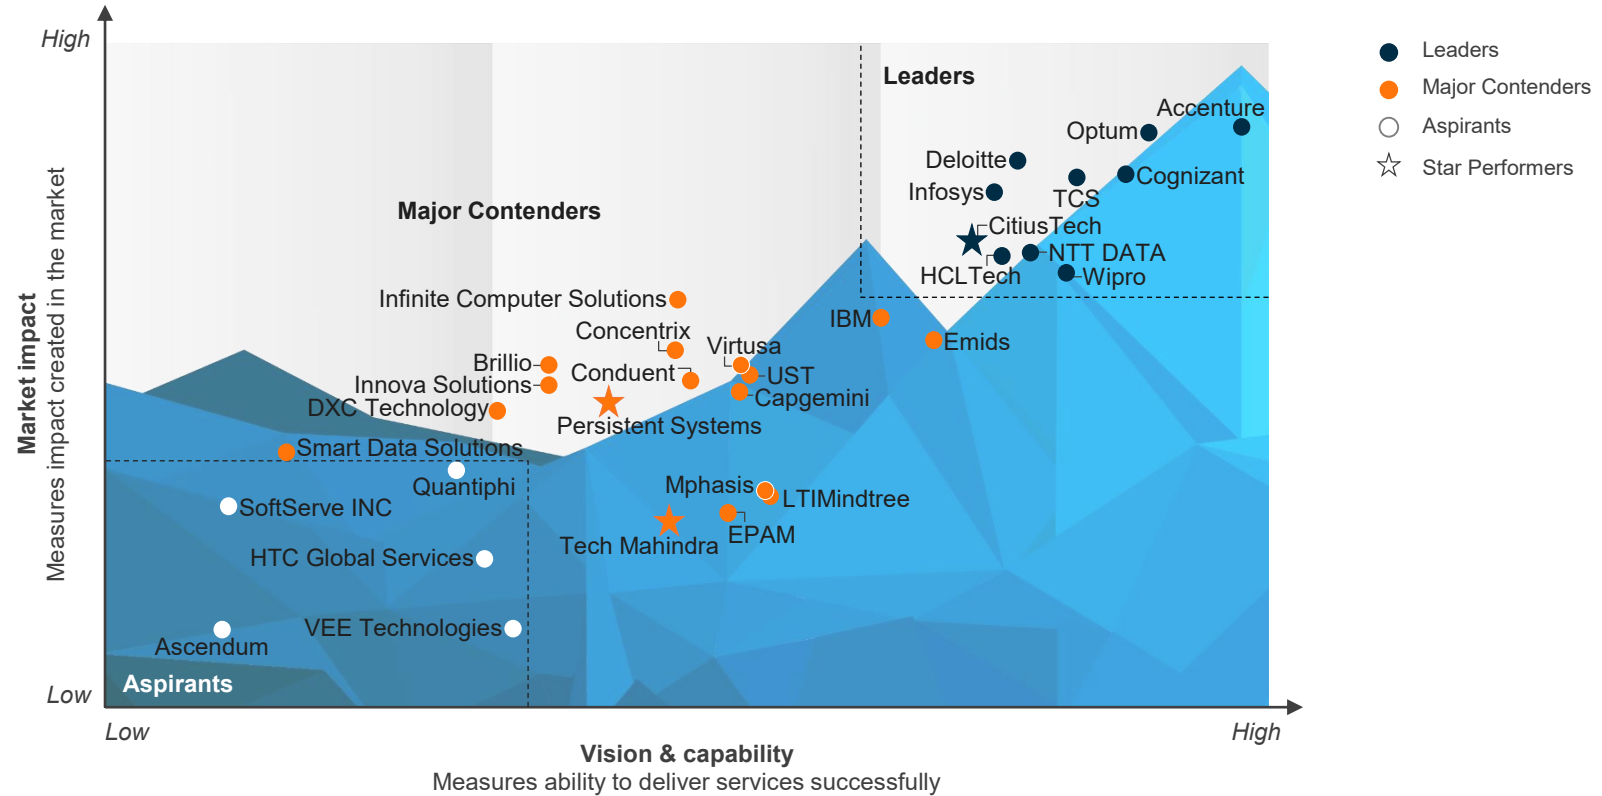 High
Leaders
Leaders
Major Contenders
Aspirants
Star Performers
Accenture
Optum
Deloitte
Cognizant
Infosys
TCS
Major Contenders
CitiusTech
NTT DATA
HCLTech
Wipro
Infinite Computer Solutions
IBM
Concentrix
Emids
Virtusa
Brillio
Conduent
UST
Innova Solutions
Capgemini
DXC Technology
Persistent Systems
Smart Data Solutions
Quantiphi
Mphasis
LTIMindtree
SoftServe INC
EPAM
Tech Mahindra
HTC Global Services
VEE Technologies
Ascendum
Aspirants
Market impact
Measures impact created in the market
Low
Low
High
Vision & capability
Measures ability to deliver services successfully